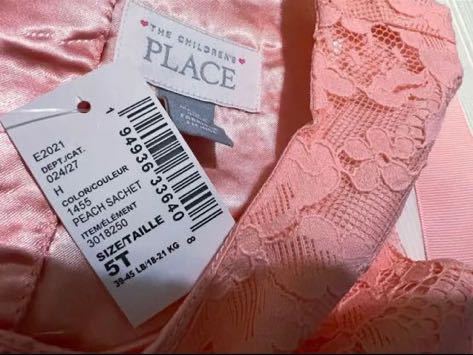 THE CHILDREN'S
PLACE
E2021
DEPT./CAT.
024/27
H
COLOR/COULEUR
1455
PEACH SACHET
ITEM/ELÉMENT
3018250
SIZE/TAILLE
5T
39-45 LB/18-21 KG
1 94936 33640 8